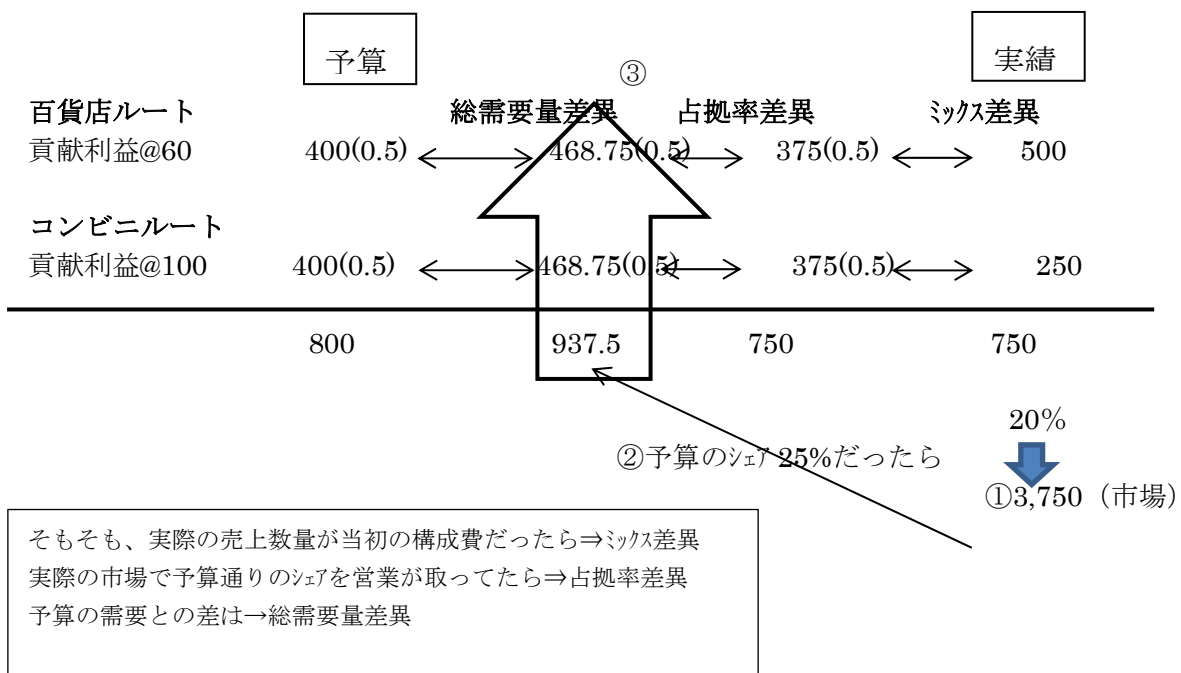 予算 実績
③
百貨店ルート 総需要量差異 占拠率差異 ミックス差異
貢献利益@60 400(0.5) 468.75(0.5) 375(0.5) 500
コンビニルート
貢献利益@100 400(0.5) 468.75(0.5) 375(0.5) 250
800 937.5 750 750
20%
②予算のシェア 25%だったら
①3,750（市場）
そもそも、実際の売上数量が当初の構成費だったら⇒ミックス差異
実際の市場で予算通りのシェアを営業が取ってたら⇒占拠率差異
予算の需要との差は→総需要量差異